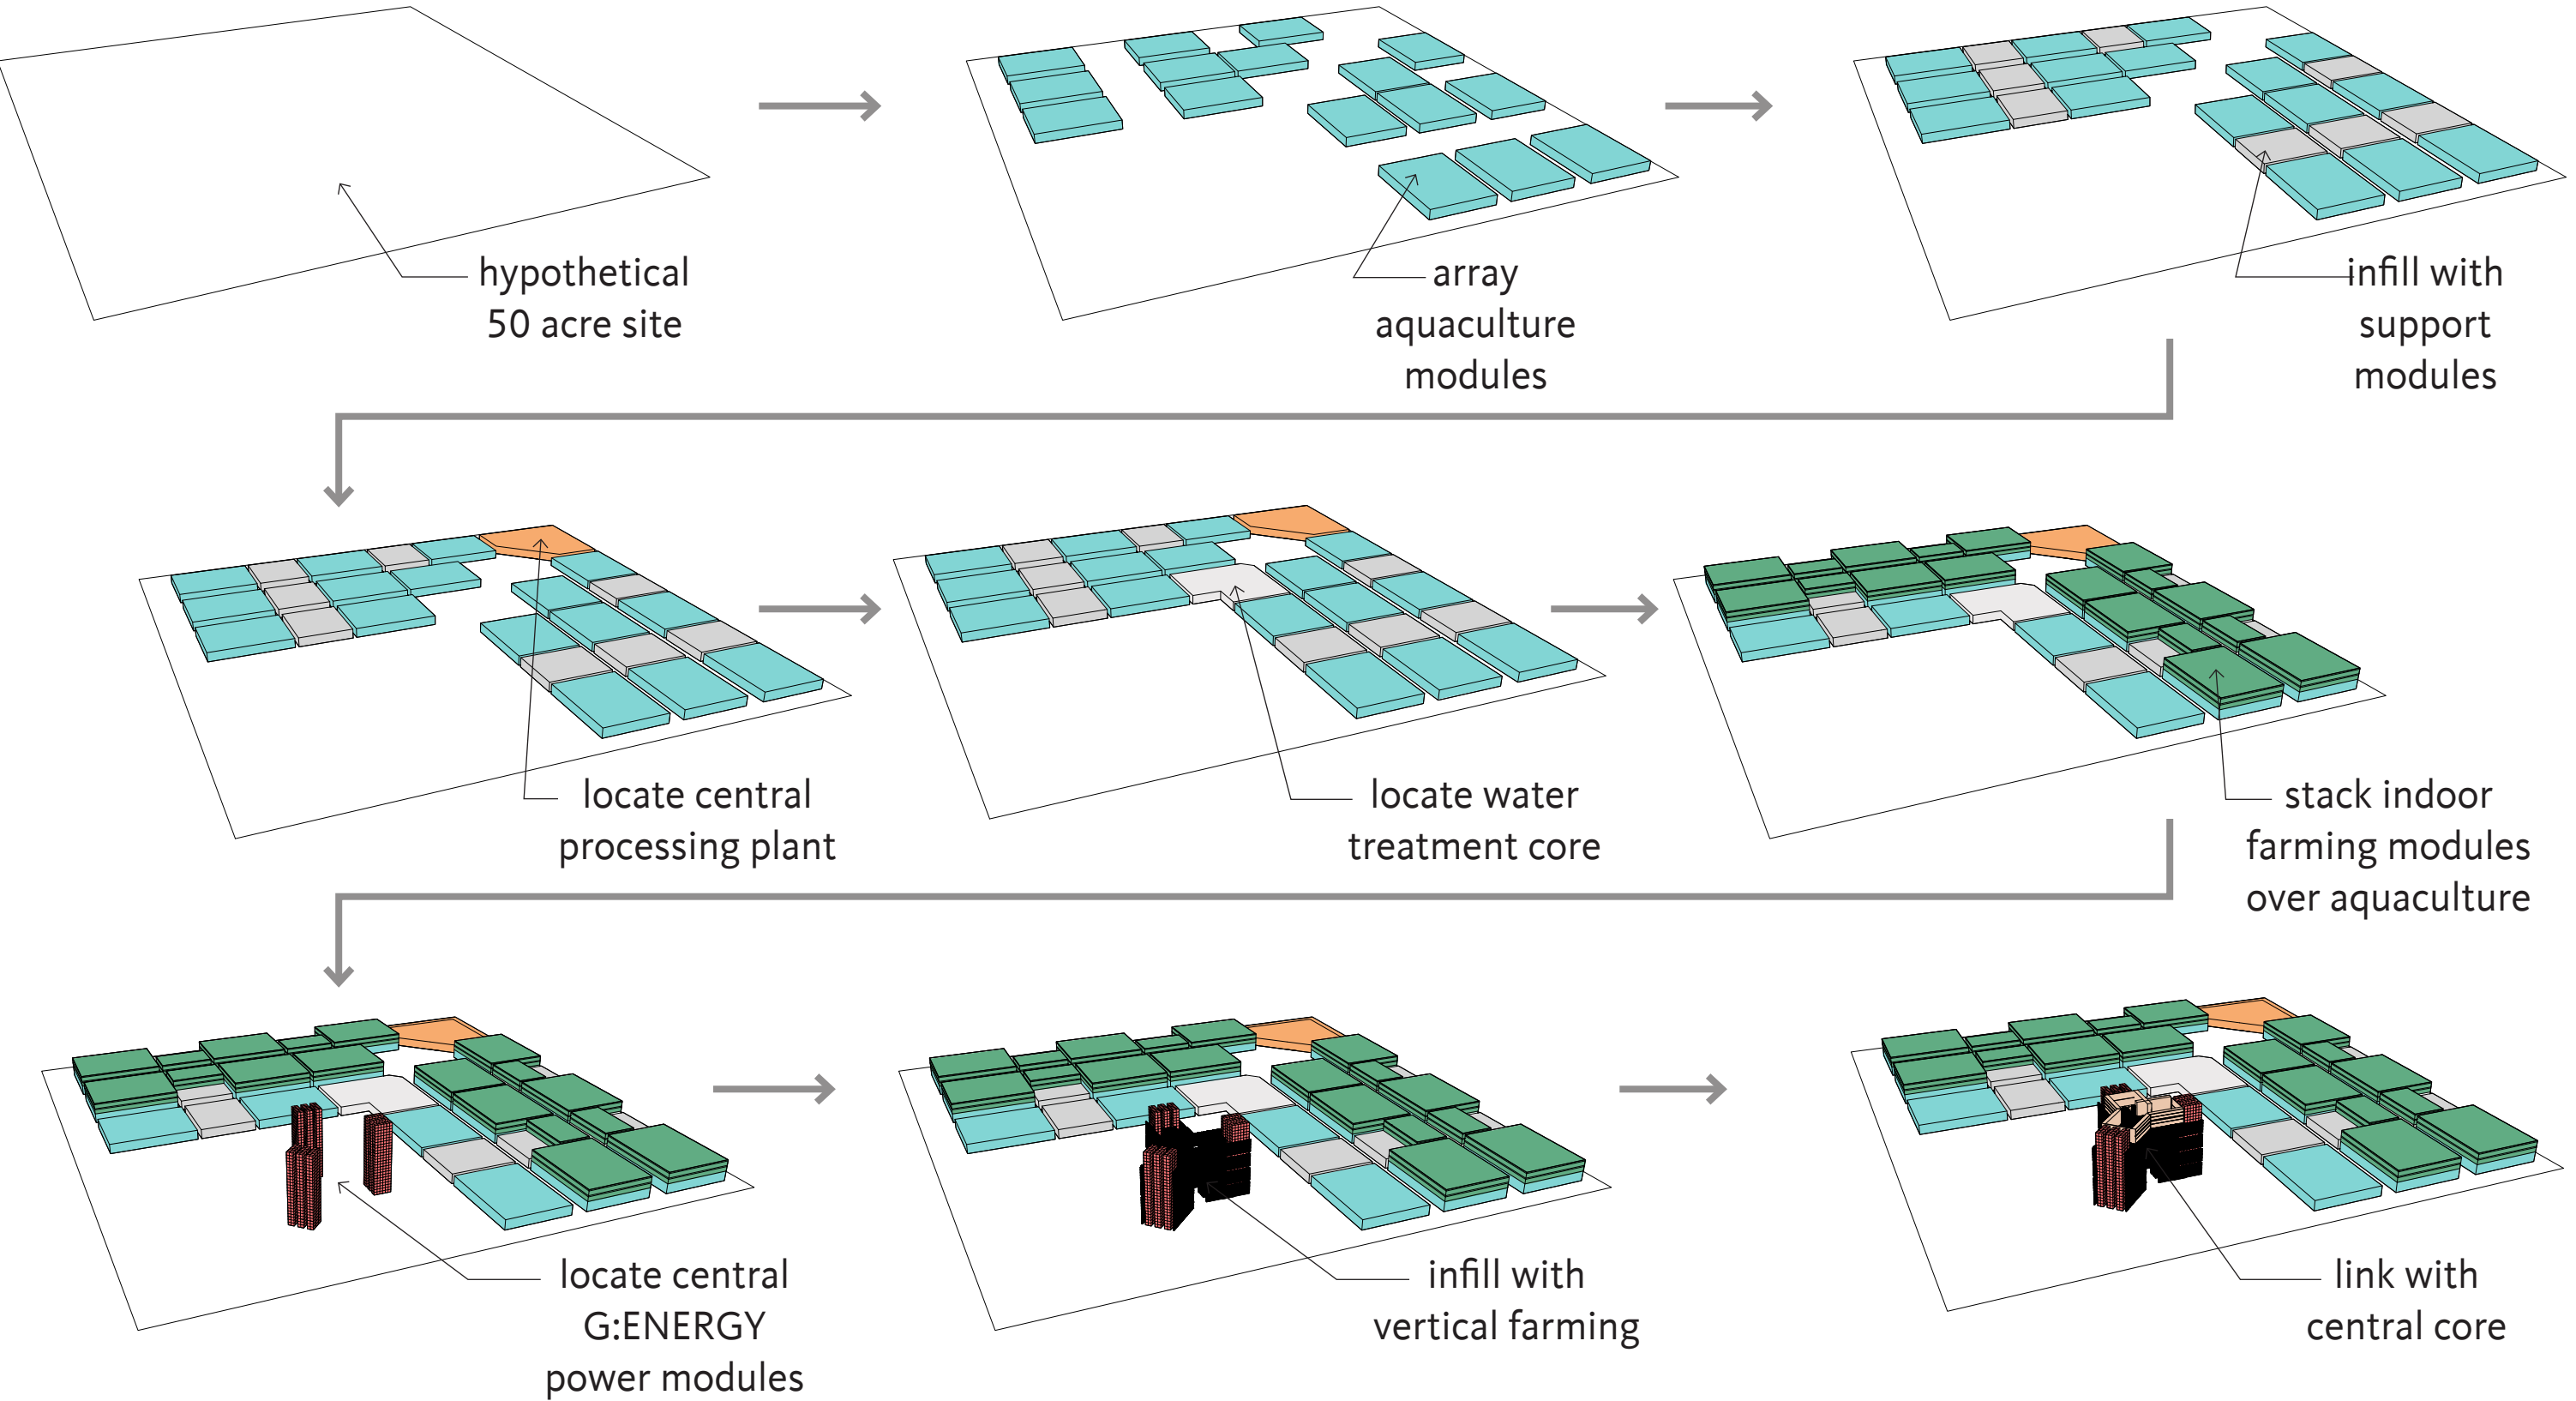 hypothetical
50 acre site
array
aquaculture
modules
infill with
support
modules
locate central
processing plant
locate water
treatment core
stack indoor
farming modules
over aquaculture
locate central
G:ENERGY
power modules
infill with
vertical farming
link with
central core